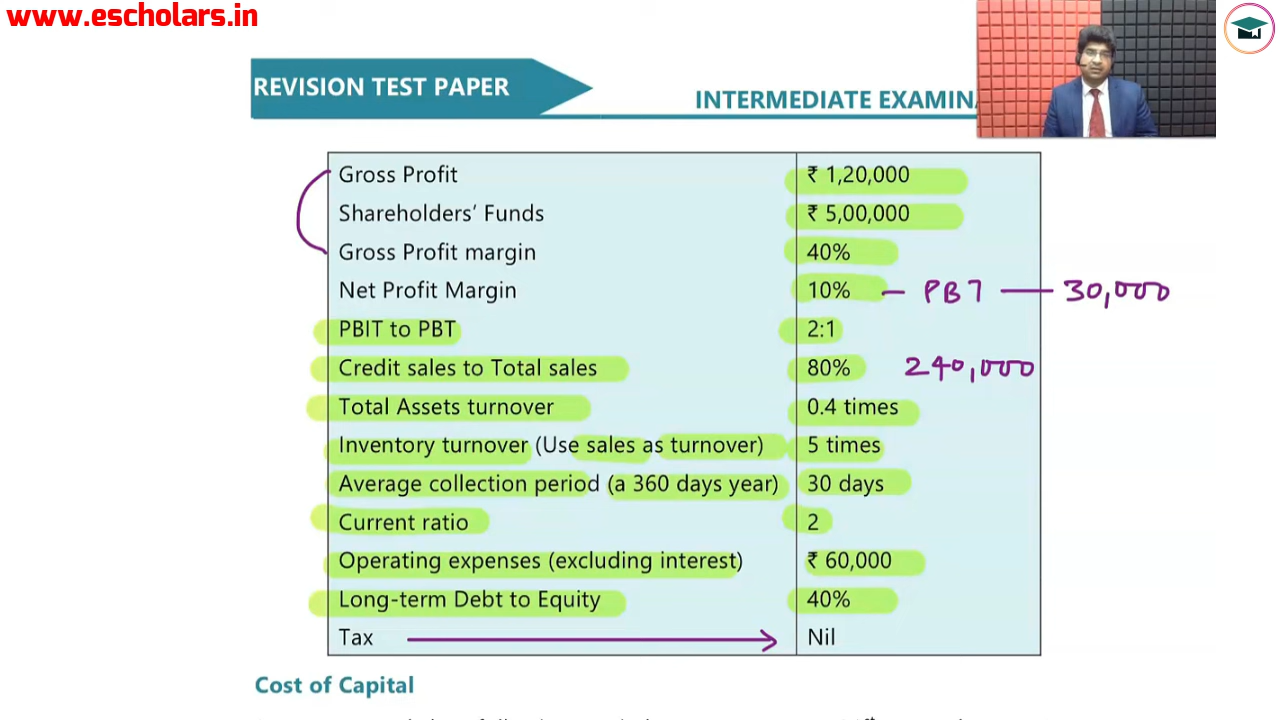 www.escholars.in
REVISION TEST PAPER
INTERMEDIATE EXAMINA
Gross Profit ₹ 1,20,000
Shareholders’ Funds ₹ 5,00,000
Gross Profit margin 40%
Net Profit Margin 10% – PBT — 30,000
PBIT to PBT 2:1
Credit sales to Total sales 80% 240,000
Total Assets turnover 0.4 times
Inventory turnover (Use sales as turnover) 5 times
Average collection period (a 360 days year) 30 days
Current ratio 2
Operating expenses (excluding interest) ₹ 60,000
Long-term Debt to Equity 40%
Tax Nil
Cost of Capital